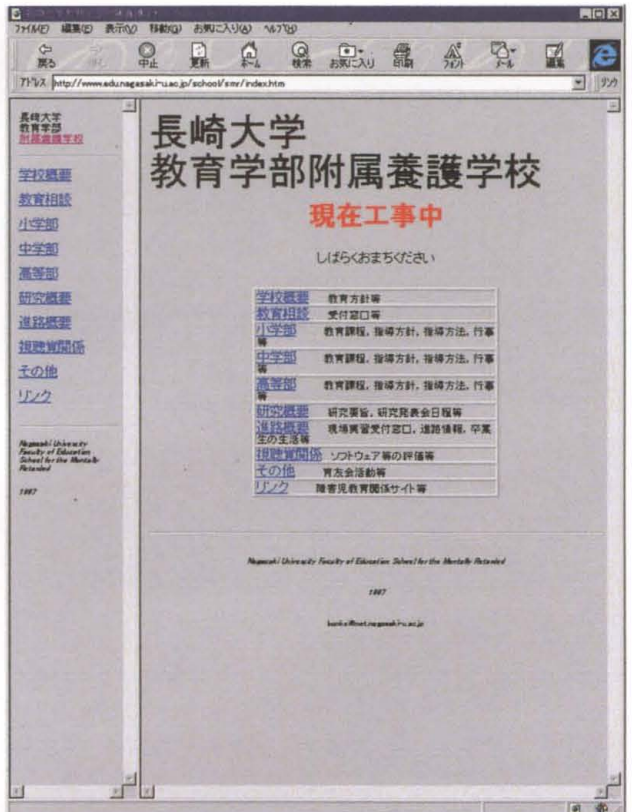 ファイル(F) 編集(E) 表示(V) 移動(G) お気に入り(A) ヘルプ(H)
戻る 中止 更新 ホーム 検索 お気に入り 印刷 フォント メール 編集
アドレス http://www.edu.nagasaki-u.ac.jp/school/smr/index.htm リンク
長崎大学
教育学部
附属養護学校
学校概要
教育相談
小学部
中学部
高等部
研究概要
進路概要
視聴覚関係
その他
リンク
Nagasaki University
Faculty of Education
School for the Mentally
Retarded
1997
長崎大学
教育学部附属養護学校
現在工事中
しばらくおまちください
学校概要 教育方針等
教育相談 受付窓口等
小学部 教育課程, 指導方針, 指導方法, 行事
等
中学部 教育課程, 指導方針, 指導方法, 行事
等
高等部 教育課程, 指導方針, 指導方法, 行事
等
研究概要 研究要旨, 研究発表会日程等
進路概要 現場実習受付窓口, 進路情報, 卒業
生の生活等
視聴覚関係 ソフトウェア等の評価等
その他 育友会活動等
リンク 障害児教育関係サイト等
Nagasaki University Faculty of Education School for the Mentally Retarded
1997